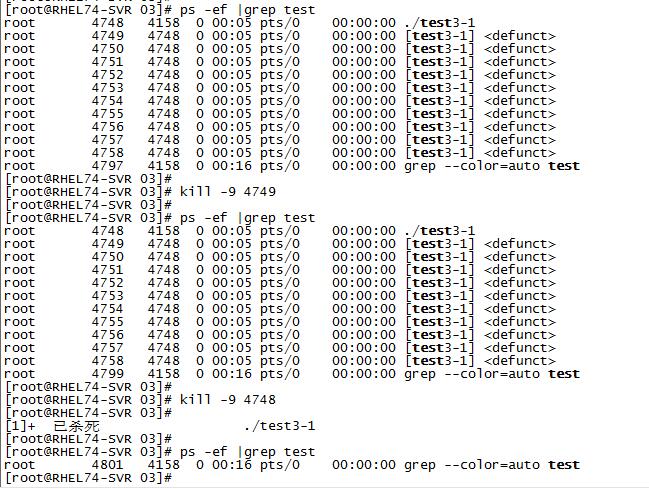 [root@RHEL74-SVR 03]# ps -ef |grep test
root 4748 4158 0 00:05 pts/0 00:00:00 ./test3-1
root 4749 4748 0 00:05 pts/0 00:00:00 [test3-1] <defunct>
root 4750 4748 0 00:05 pts/0 00:00:00 [test3-1] <defunct>
root 4751 4748 0 00:05 pts/0 00:00:00 [test3-1] <defunct>
root 4752 4748 0 00:05 pts/0 00:00:00 [test3-1] <defunct>
root 4753 4748 0 00:05 pts/0 00:00:00 [test3-1] <defunct>
root 4754 4748 0 00:05 pts/0 00:00:00 [test3-1] <defunct>
root 4755 4748 0 00:05 pts/0 00:00:00 [test3-1] <defunct>
root 4756 4748 0 00:05 pts/0 00:00:00 [test3-1] <defunct>
root 4757 4748 0 00:05 pts/0 00:00:00 [test3-1] <defunct>
root 4758 4748 0 00:05 pts/0 00:00:00 [test3-1] <defunct>
root 4797 4158 0 00:16 pts/0 00:00:00 grep --color=auto test
[root@RHEL74-SVR 03]#
[root@RHEL74-SVR 03]# kill -9 4749
[root@RHEL74-SVR 03]#
[root@RHEL74-SVR 03]# ps -ef |grep test
root 4748 4158 0 00:05 pts/0 00:00:00 ./test3-1
root 4749 4748 0 00:05 pts/0 00:00:00 [test3-1] <defunct>
root 4750 4748 0 00:05 pts/0 00:00:00 [test3-1] <defunct>
root 4751 4748 0 00:05 pts/0 00:00:00 [test3-1] <defunct>
root 4752 4748 0 00:05 pts/0 00:00:00 [test3-1] <defunct>
root 4753 4748 0 00:05 pts/0 00:00:00 [test3-1] <defunct>
root 4754 4748 0 00:05 pts/0 00:00:00 [test3-1] <defunct>
root 4755 4748 0 00:05 pts/0 00:00:00 [test3-1] <defunct>
root 4756 4748 0 00:05 pts/0 00:00:00 [test3-1] <defunct>
root 4757 4748 0 00:05 pts/0 00:00:00 [test3-1] <defunct>
root 4758 4748 0 00:05 pts/0 00:00:00 [test3-1] <defunct>
root 4799 4158 0 00:16 pts/0 00:00:00 grep --color=auto test
[root@RHEL74-SVR 03]#
[root@RHEL74-SVR 03]# kill -9 4748
[root@RHEL74-SVR 03]#
[1]+ 已杀死 ./test3-1
[root@RHEL74-SVR 03]#
[root@RHEL74-SVR 03]# ps -ef |grep test
root 4801 4158 0 00:16 pts/0 00:00:00 grep --color=auto test
[root@RHEL74-SVR 03]#